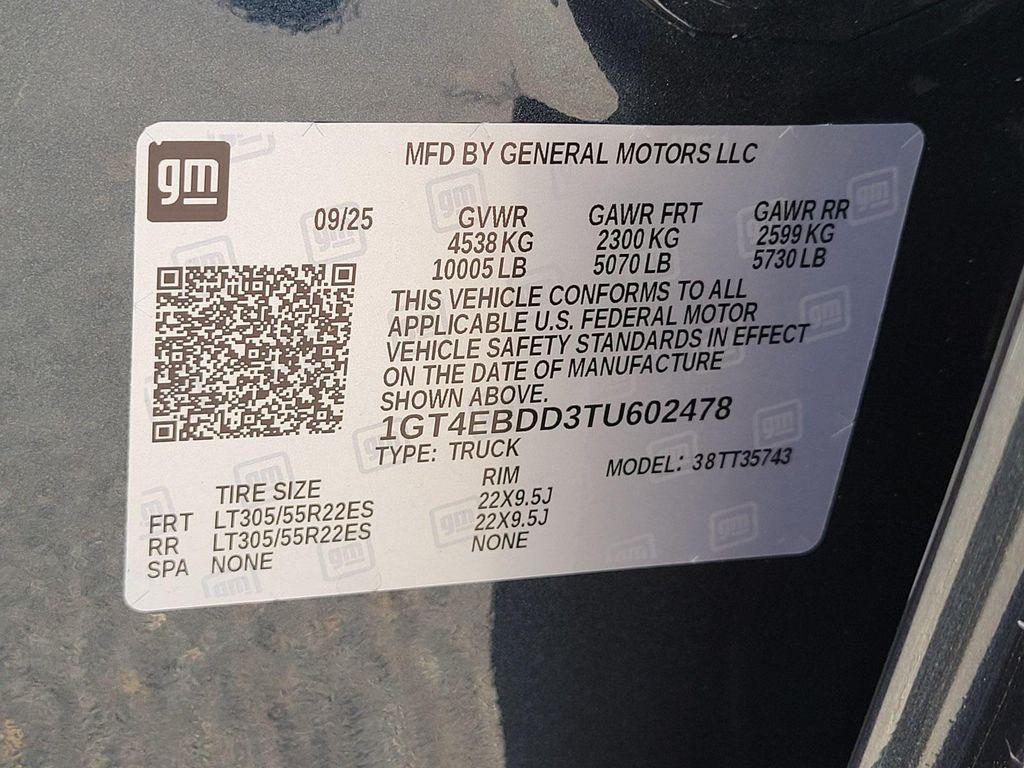 gm
MFD BY GENERAL MOTORS LLC
09/25 GVWR GAWR FRT GAWR RR
4538 KG 2300 KG 2599 KG
10005 LB 5070 LB 5730 LB
THIS VEHICLE CONFORMS TO ALL
APPLICABLE U.S. FEDERAL MOTOR
VEHICLE SAFETY STANDARDS IN EFFECT
ON THE DATE OF MANUFACTURE
SHOWN ABOVE.
1GT4EBDD3TU602478
TYPE: TRUCK MODEL: 38TT35743
TIRE SIZE RIM
FRT LT305/55R22ES 22X9.5J
RR LT305/55R22ES 22X9.5J
SPA NONE NONE